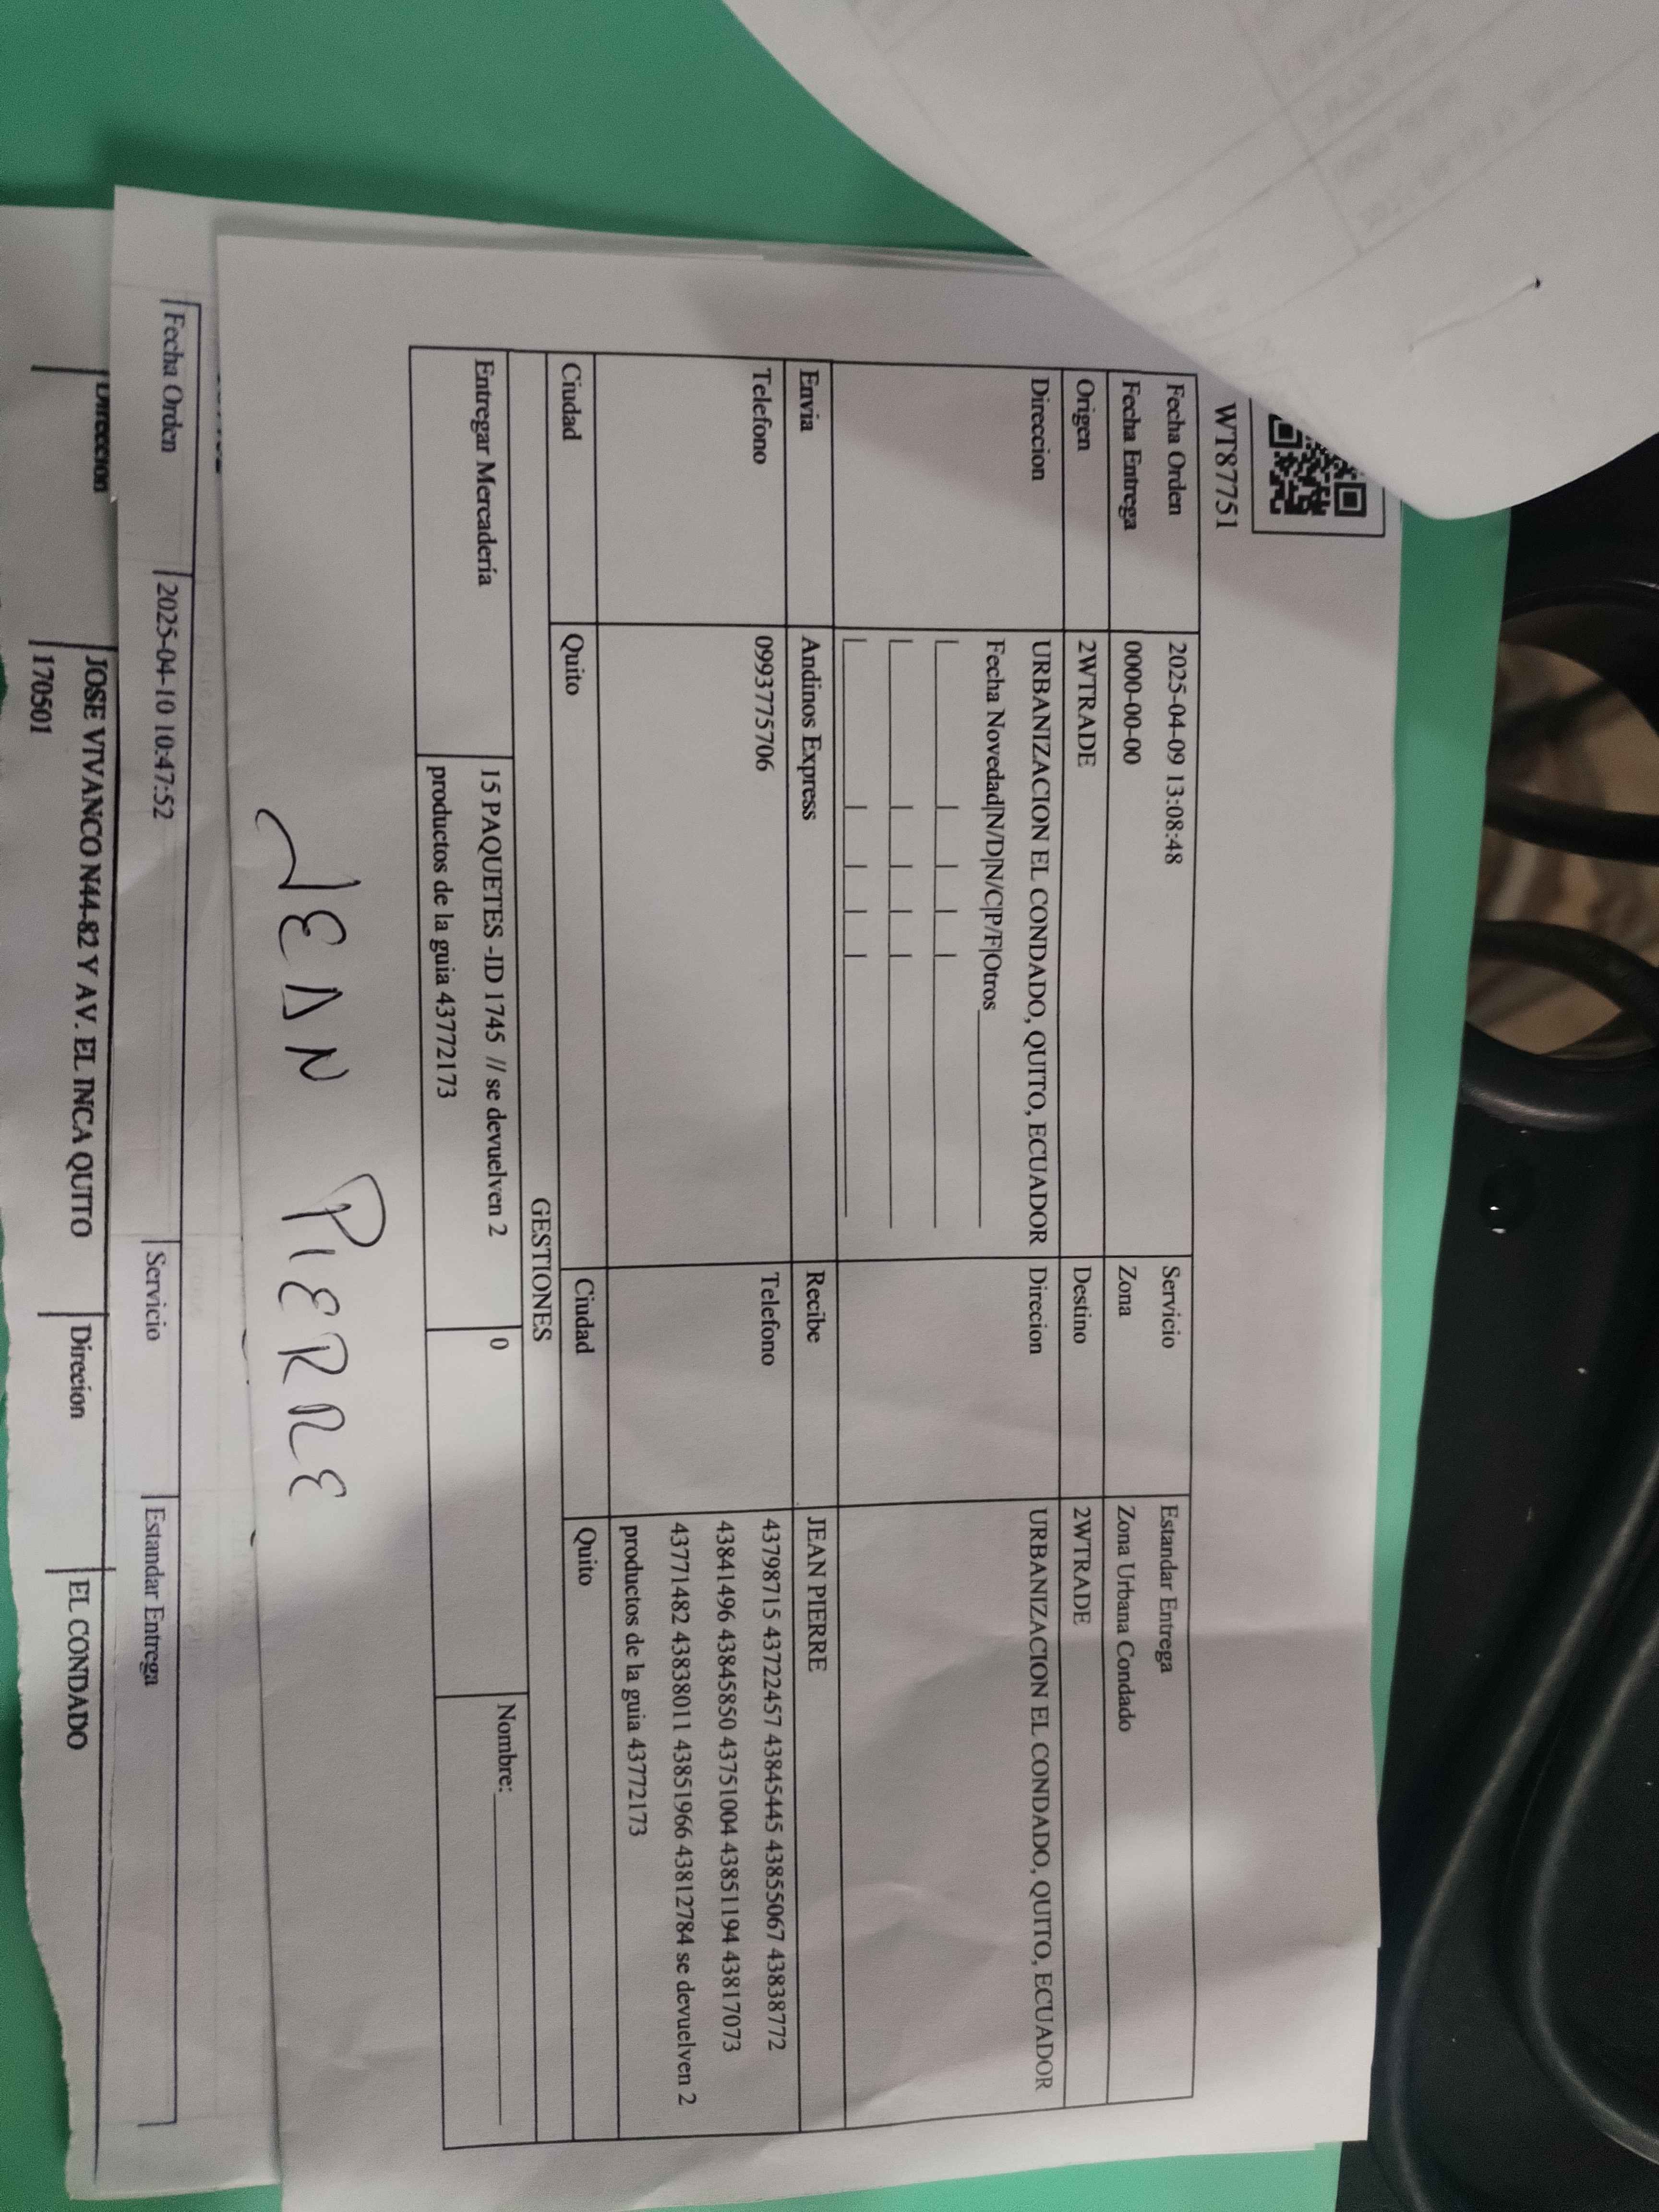 WT87751
Fecha Orden 2025-04-09 13:08:48 Servicio Estandar Entrega
Fecha Entrega 0000-00-00 Zona Zona Urbana Condado
Origen 2WTRADE Destino 2WTRADE
Direccion URBANIZACION EL CONDADO, QUITO, ECUADOR Direcion URBANIZACION EL CONDADO, QUITO, ECUADOR
Fecha Novedad|N/D|N/C|P/F|Otros
Envia Andinos Express Recibe JEAN PIERRE
Telefono 0993775706 Telefono 43798715 43722457 43845445 43855067 43838772
43841496 43845850 43751004 43851194 43817073
43771482 43838011 43851966 43812784 se devuelven 2
productos de la guia 43772173
Ciudad Quito Ciudad Quito
GESTIONES
Entregar Mercadería 15 PAQUETES -ID 1745 // se devuelven 2 0 Nombre:
productos de la guia 43772173
JEAN PIERRE
Fecha Orden 2025-04-10 10:47:52 Servicio Estandar Entrega
Direccion JOSE VIVANCO N44-82 Y AV. EL INCA QUITO Direcion EL CONDADO
170501